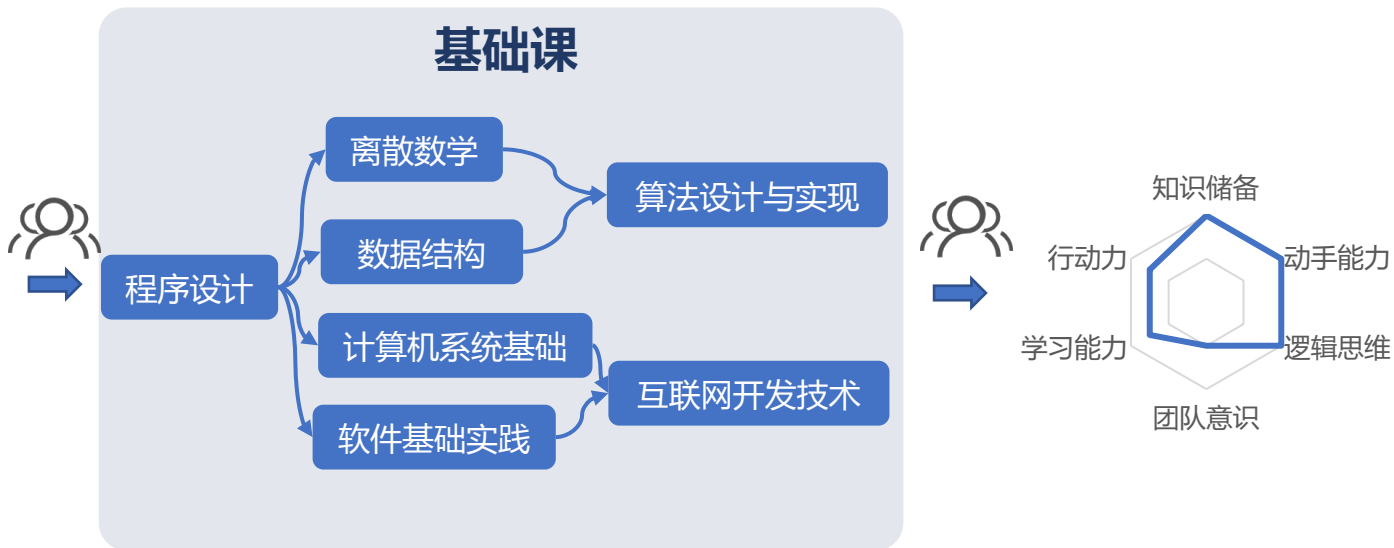 基础课
程序设计
离散数学
数据结构
计算机系统基础
软件基础实践
算法设计与实现
互联网开发技术
知识储备
动手能力
逻辑思维
团队意识
学习能力
行动力